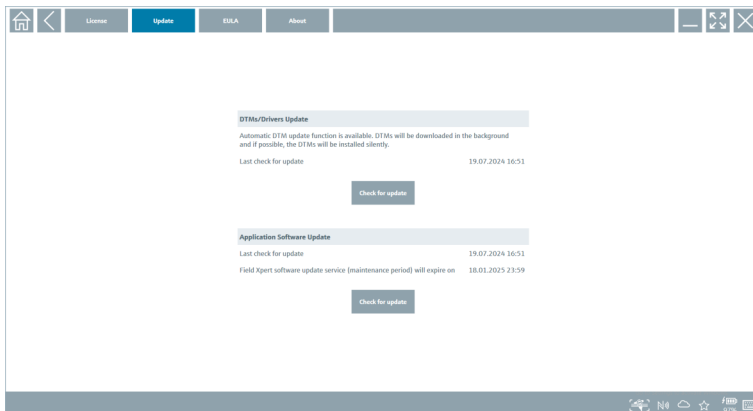 License Update EULA About
DTMs/Drivers Update
Automatic DTM update function is available. DTMs will be downloaded in the background
and if possible, the DTMs will be installed silently.
Last check for update 19.07.2024 16:51
Check for update
Application Software Update
Last check for update 19.07.2024 16:51
Field Xpert software update service (maintenance period) will expire on 18.01.2025 23:59
Check for update